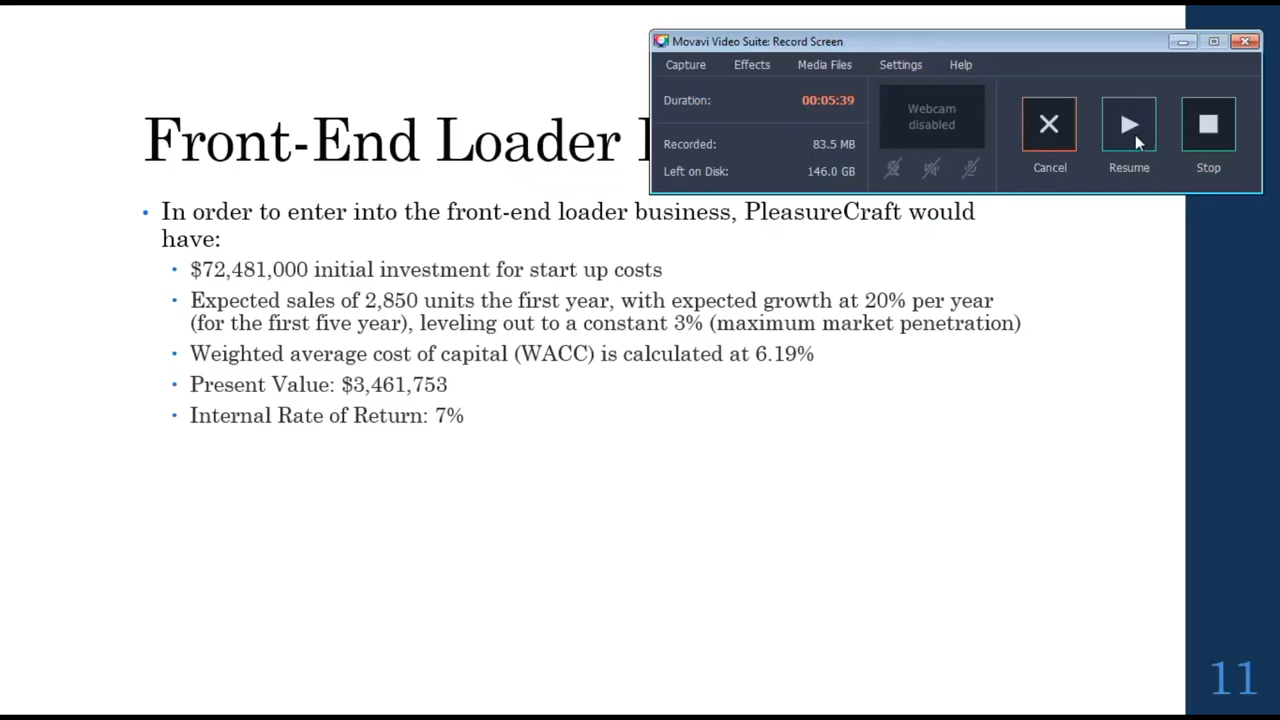 Movavi Video Suite: Record Screen
Capture Effects Media Files Settings Help
Duration: 00:05:39
Webcam
disabled
Recorded: 83.5 MB
Left on Disk: 146.0 GB
Cancel Resume Stop
Front-End Loader
• In order to enter into the front-end loader business, PleasureCraft would
have:
• $72,481,000 initial investment for start up costs
• Expected sales of 2,850 units the first year, with expected growth at 20% per year
(for the first five year), leveling out to a constant 3% (maximum market penetration)
• Weighted average cost of capital (WACC) is calculated at 6.19%
• Present Value: $3,461,753
• Internal Rate of Return: 7%
11